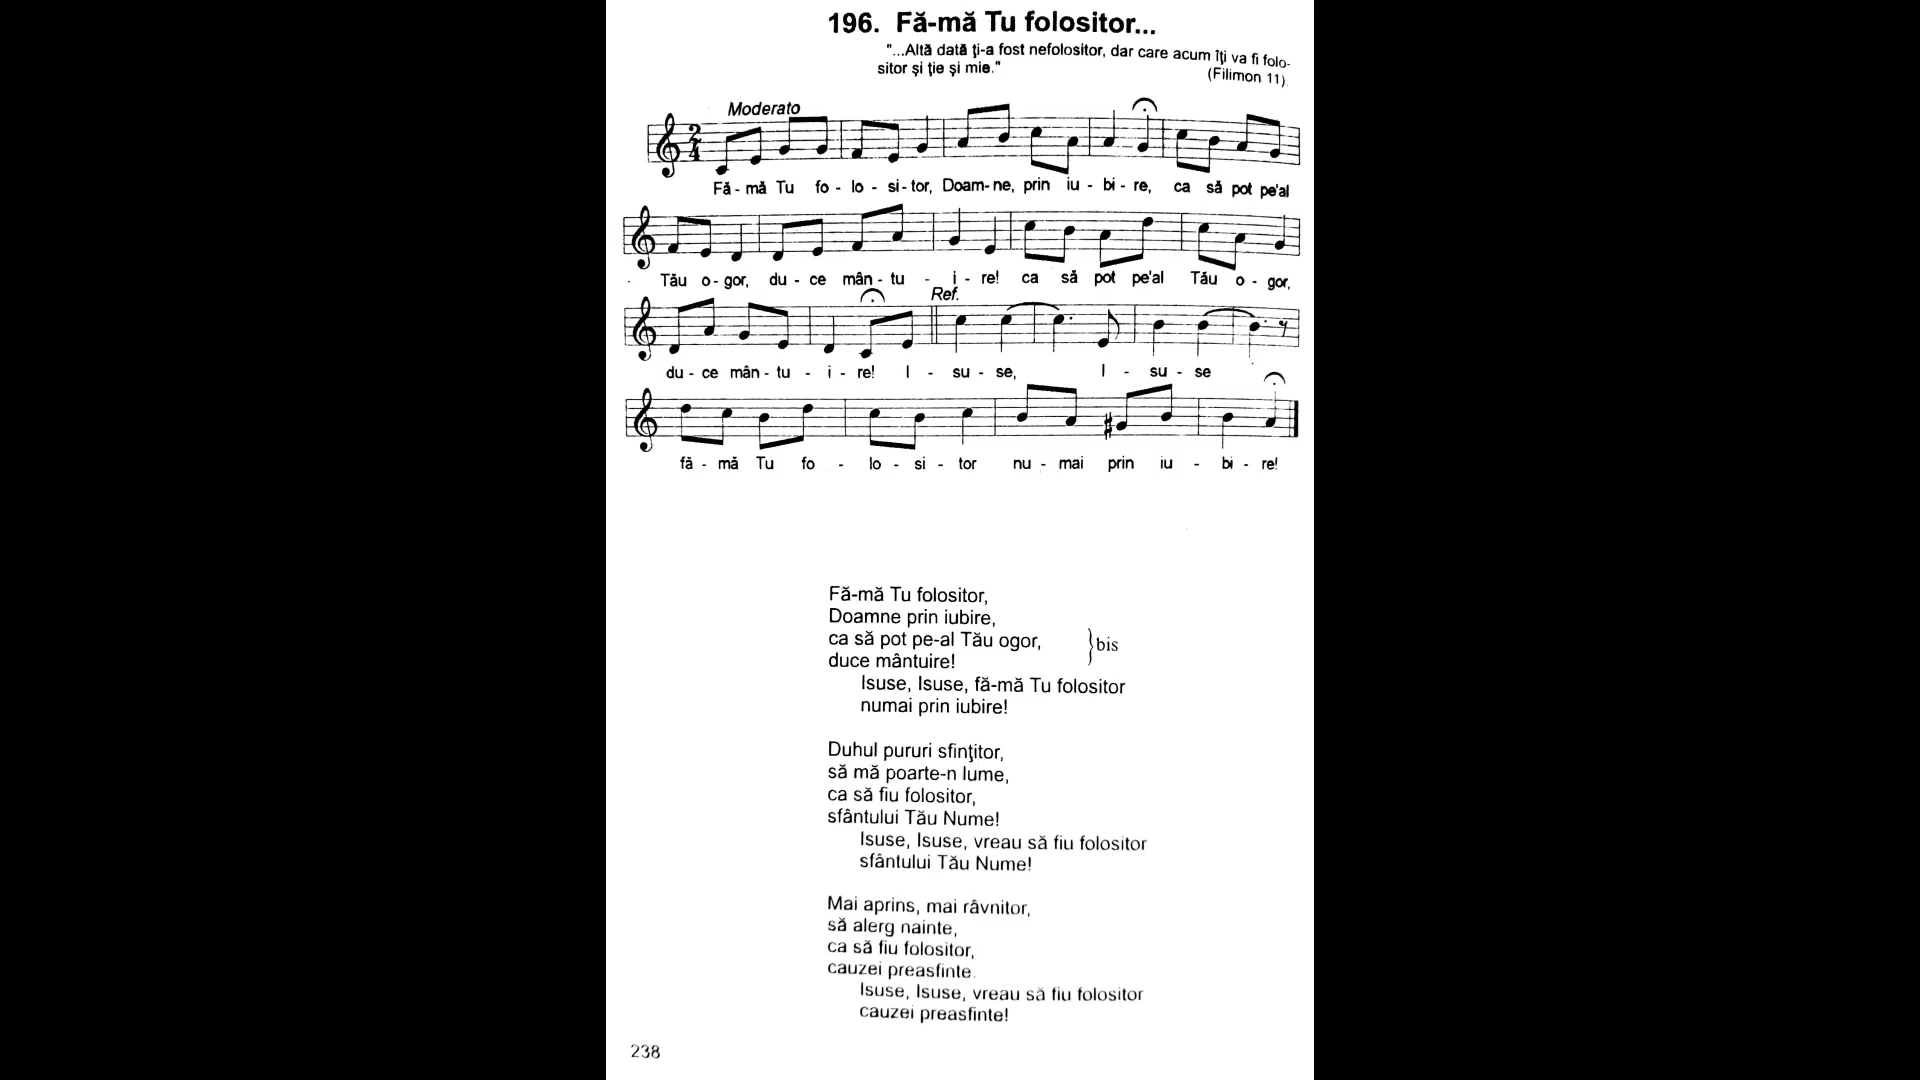 196. Fă-mă Tu folositor...
"...Altă dată ţi-a fost nefolositor, dar care acum îţi va fi folo-
sitor şi ţie şi mie."
(Filimon 11)
Moderato
2
4
Fă - mă Tu fo - lo - si - tor, Doam-ne, prin iu - bi - re, ca să pot pe'al
Tău o - gor, du - ce mân - tu - i - re! ca să pot pe'al Tău o - gor,
Ref.
du - ce mân - tu - i - re! I - su - se, I - su - se
fă - mă Tu fo - lo - si - tor nu - mai prin iu - bi - re!
Fă-mă Tu folositor,
Doamne prin iubire,
ca să pot pe-al Tău ogor,
duce mântuire!
bis
Isuse, Isuse, fă-mă Tu folositor
numai prin iubire!
Duhul pururi sfinţitor,
să mă poarte-n lume,
ca să fiu folositor,
sfântului Tău Nume!
Isuse, Isuse, vreau să fiu folositor
sfântului Tău Nume!
Mai aprins, mai râvnitor,
să alerg nainte,
ca să fiu folositor,
cauzei preasfinte.
Isuse, Isuse, vreau să fiu folositor
cauzei preasfinte!
238